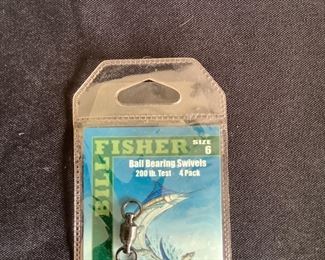 BILL
FISHER
SIZE
6
Ball Bearing Swivels
200 lb. Test 4 Pack